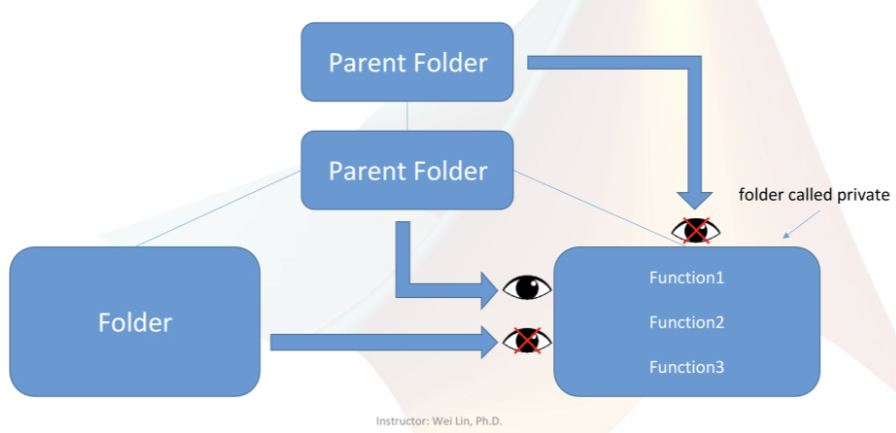 Parent Folder
Parent Folder
folder called private
Folder
Function1
Function2
Function3
Instructor: Wei Lin, Ph.D.